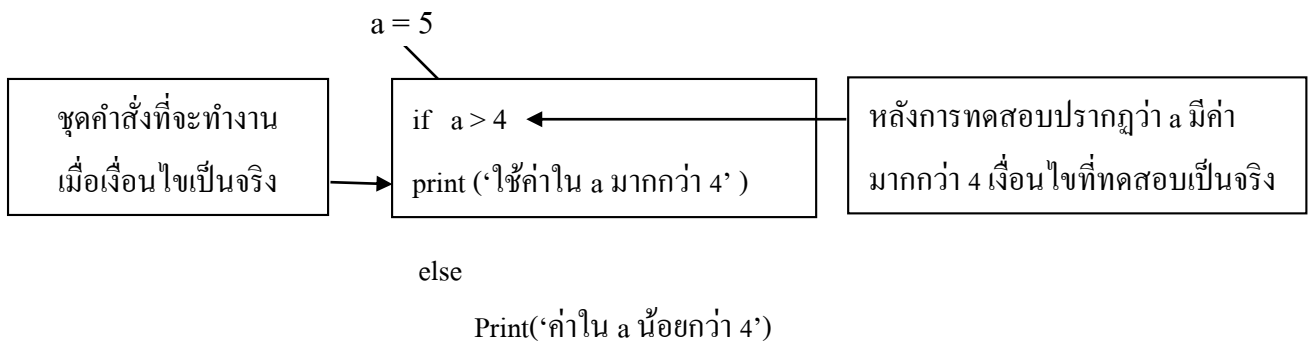 a = 5
ชุดคำสั่งที่จะทำงาน
เมื่อเงื่อนไขเป็นจริง
if a > 4
print (‘ใช้ค่าใน a มากกว่า 4’ )
หลังการทดสอบปรากฏว่า a มีค่า
มากกว่า 4 เงื่อนไขที่ทดสอบเป็นจริง
else
Print(‘ค่าใน a น้อยกว่า 4’)